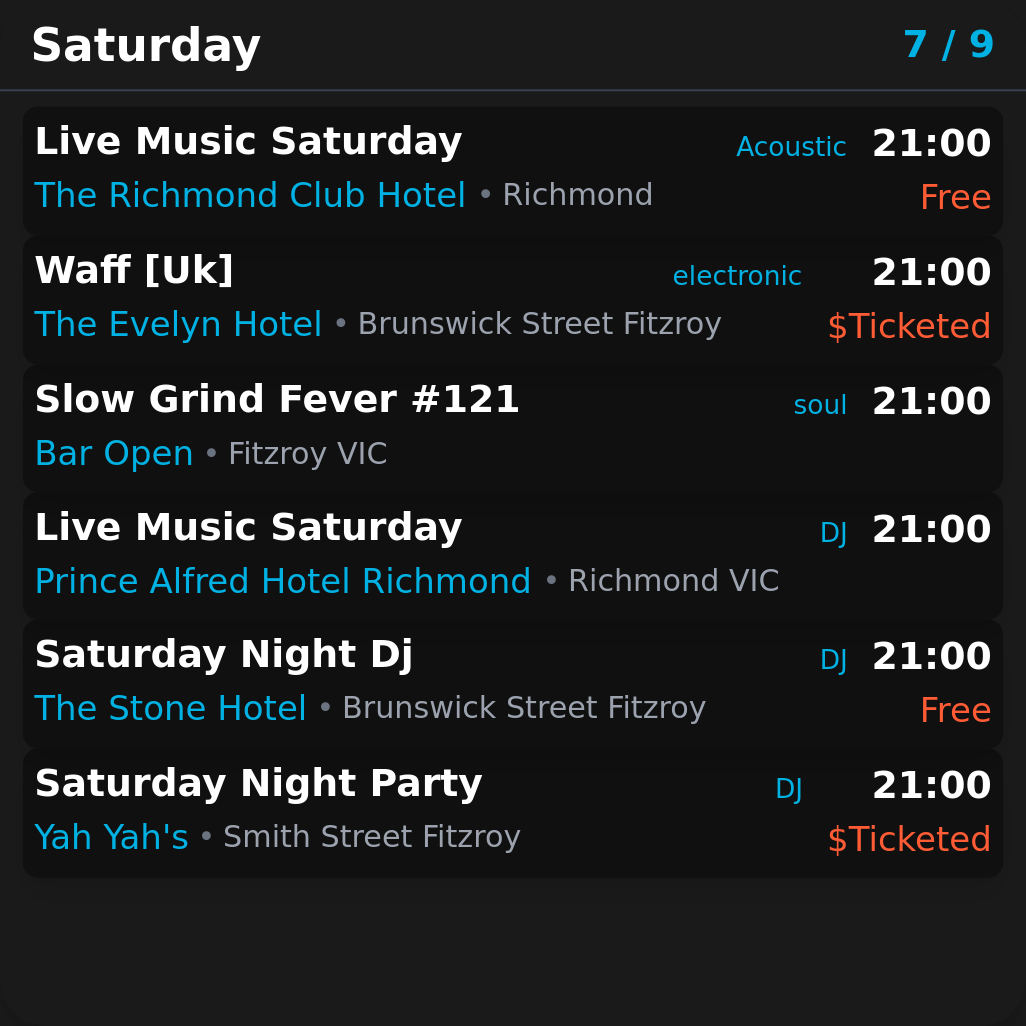 Saturday 7 / 9
Live Music Saturday Acoustic 21:00
The Richmond Club Hotel • Richmond Free
Waff [Uk] electronic 21:00
The Evelyn Hotel • Brunswick Street Fitzroy $Ticketed
Slow Grind Fever #121 soul 21:00
Bar Open • Fitzroy VIC
Live Music Saturday DJ 21:00
Prince Alfred Hotel Richmond • Richmond VIC
Saturday Night Dj DJ 21:00
The Stone Hotel • Brunswick Street Fitzroy Free
Saturday Night Party DJ 21:00
Yah Yah's • Smith Street Fitzroy $Ticketed